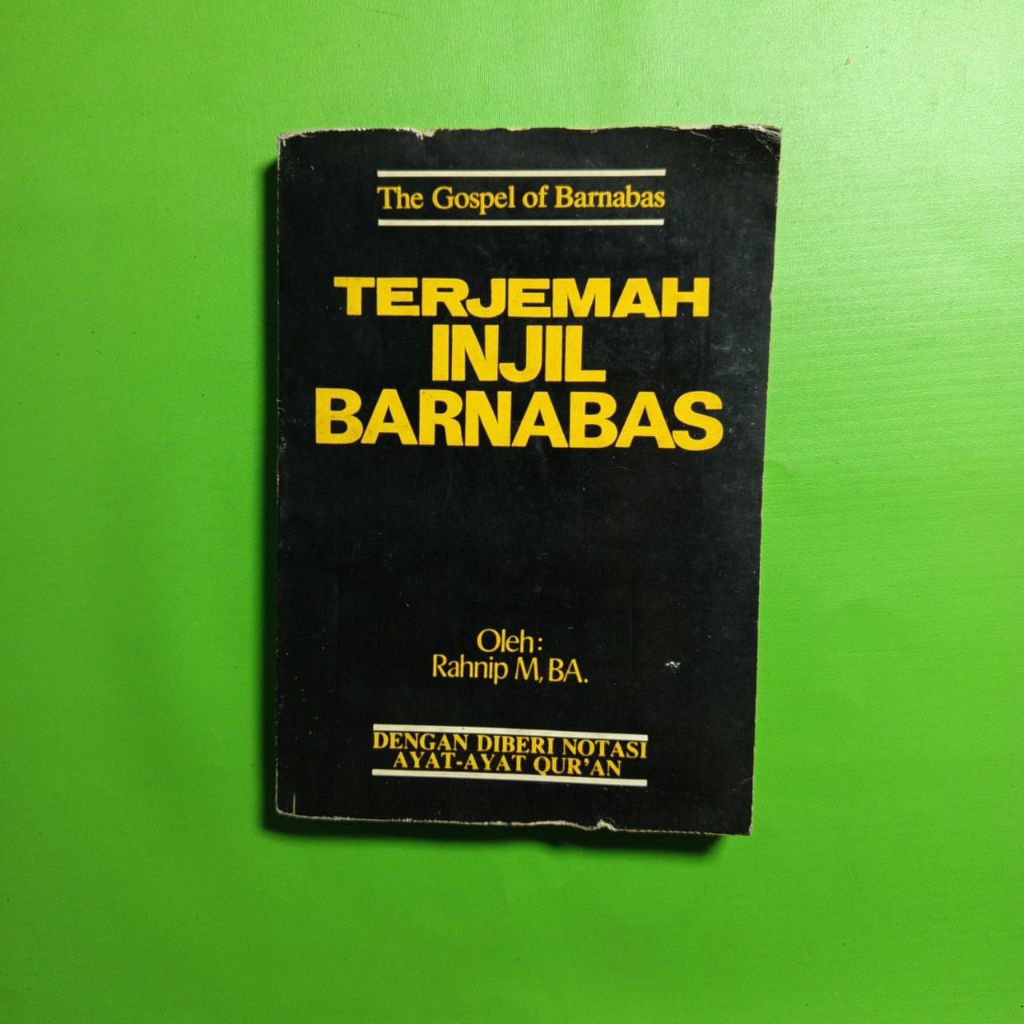 The Gospel of Barnabas
TERJEMAH
INJIL
BARNABAS
Oleh:
Rahnip M, BA.
DENGAN DIBERI NOTASI
AYAT-AYAT QUR'AN